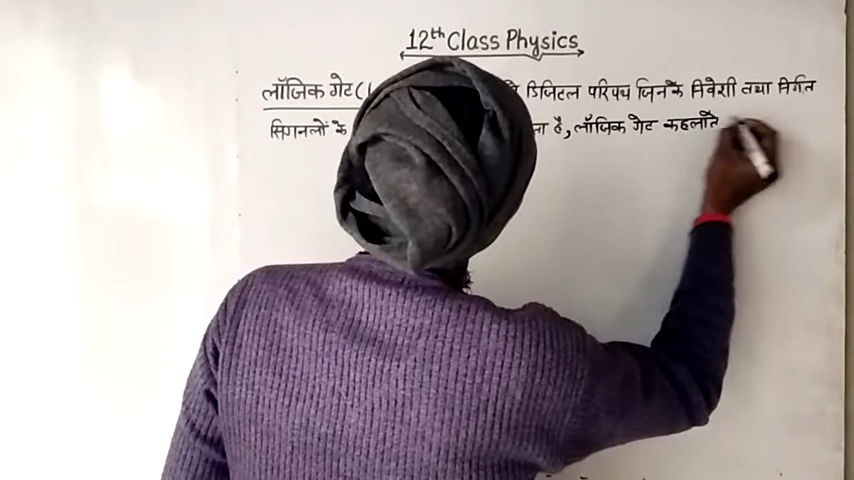 12th Class Physics
लॉजिक गेट ( डिजिटल परिपथ जिनके निवेशी तथा निर्गत
सिगनलों के है, लॉजिक गेट कहलाते